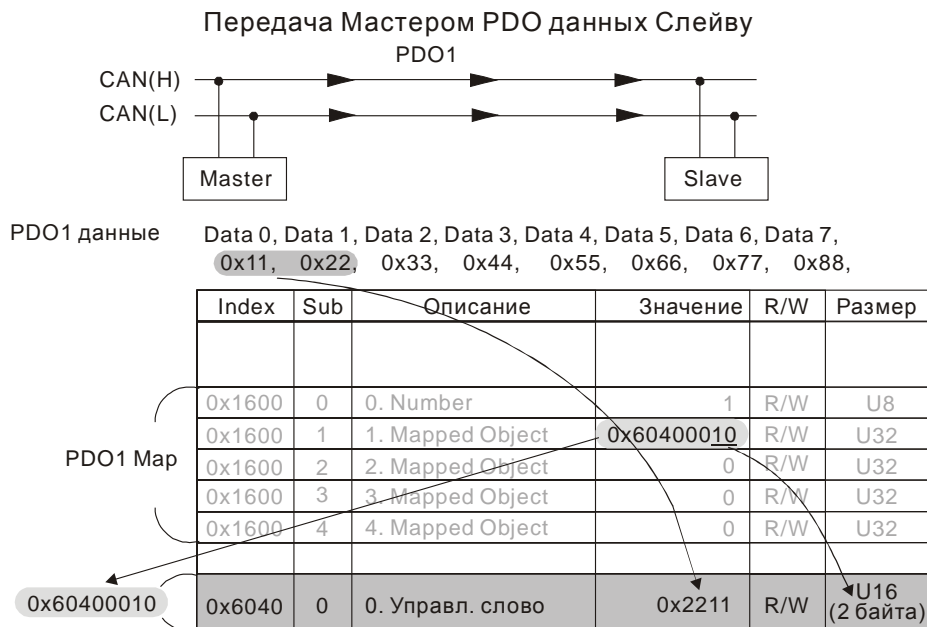 Передача Мастером PDO данных Слейву
PDO1
CAN(H)
CAN(L)
Master
Slave
PDO1 данные
Data 0, Data 1, Data 2, Data 3, Data 4, Data 5, Data 6, Data 7,
0x11, 0x22, 0x33, 0x44, 0x55, 0x66, 0x77, 0x88,
Index Sub Описание Значение R/W Размер
0x1600 0 0. Number 1 R/W U8
0x1600 1 1. Mapped Object 0x60400010 R/W U32
PDO1 Map
0x1600 2 2. Mapped Object 0 R/W U32
0x1600 3 3. Mapped Object 0 R/W U32
0x1600 4 4. Mapped Object 0 R/W U32
0x60400010
0x6040 0 0. Управл. слово 0x2211 R/W U16
(2 байта)